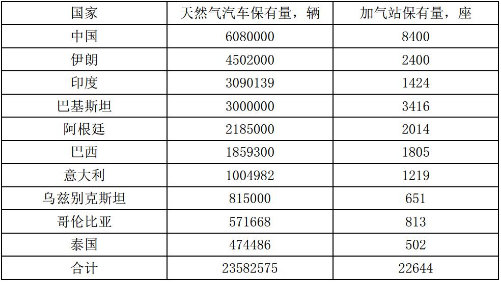 国家 天然气汽车保有量，辆 加气站保有量，座
中国 6080000 8400
伊朗 4502000 2400
印度 3090139 1424
巴基斯坦 3000000 3416
阿根廷 2185000 2014
巴西 1859300 1805
意大利 1004982 1219
乌兹别克斯坦 815000 651
哥伦比亚 571668 813
泰国 474486 502
合计 23582575 22644